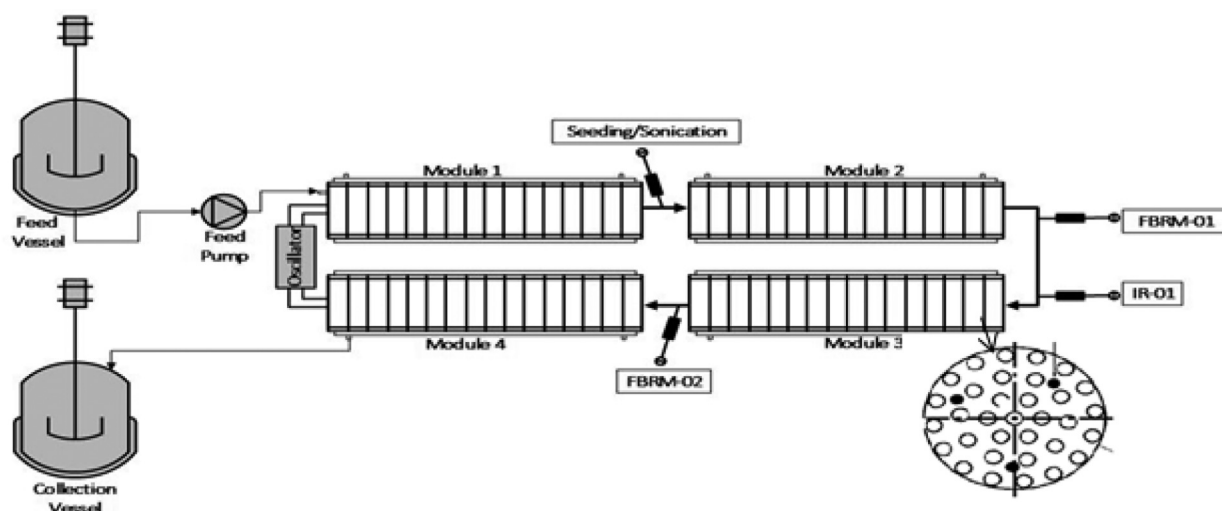 Seeding/Sonication
Module 1
Module 2
Feed
Vessel
Feed
Pump
Oscillator
FBRM-01
IR-01
Module 4
Module 3
FBRM-02
Collection
Vessel